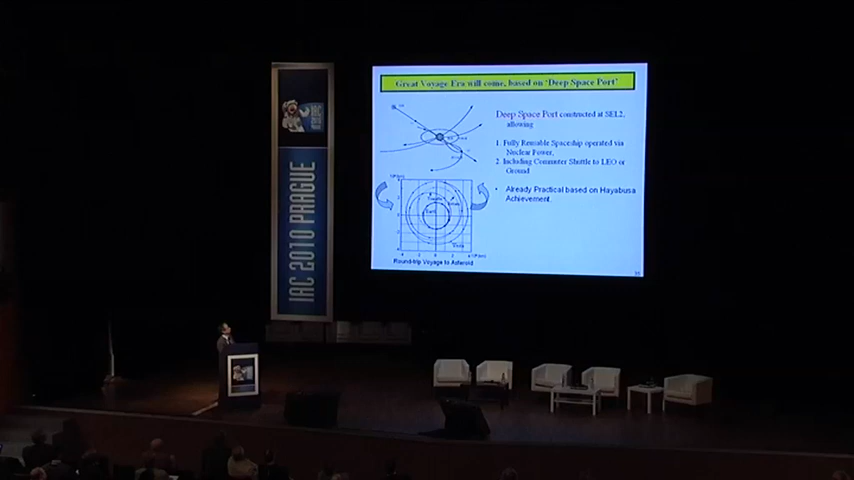 Great Voyage Era will come, based on 'Deep Space Port'
Deep Space Port constructed at SEL2,
allowing
1. Fully Reusable Spaceship operated via
Nuclear Power,
2. Including Commuter Shuttle to LEO or
Ground
• Already Practical based on Hayabusa
Achievement.
Round-trip Voyage to Asteroid
IAC
2010
IAC 2010 PRAGUE